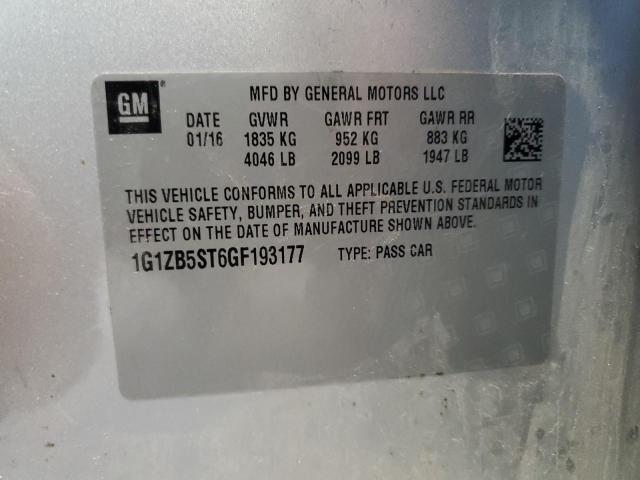 GM
MFD BY GENERAL MOTORS LLC
DATE GVWR GAWR FRT GAWR RR
01/16 1835 KG 952 KG 883 KG
4046 LB 2099 LB 1947 LB
THIS VEHICLE CONFORMS TO ALL APPLICABLE U.S. FEDERAL MOTOR
VEHICLE SAFETY, BUMPER, AND THEFT PREVENTION STANDARDS IN
EFFECT ON THE DATE OF MANUFACTURE SHOWN ABOVE.
1G1ZB5ST6GF193177 TYPE: PASS CAR